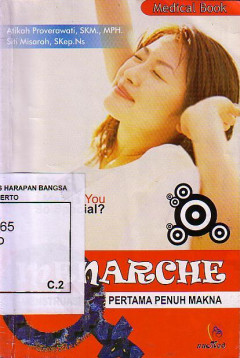 Medical Book
Atikah Proverawati, SKM., MPH.
Siti Misaroh, SKep.Ns
S HARAPAN BANGSA
ERTO
You
ial?
65
C.2
MARCHE
PERTAMA PENUH MAKNA